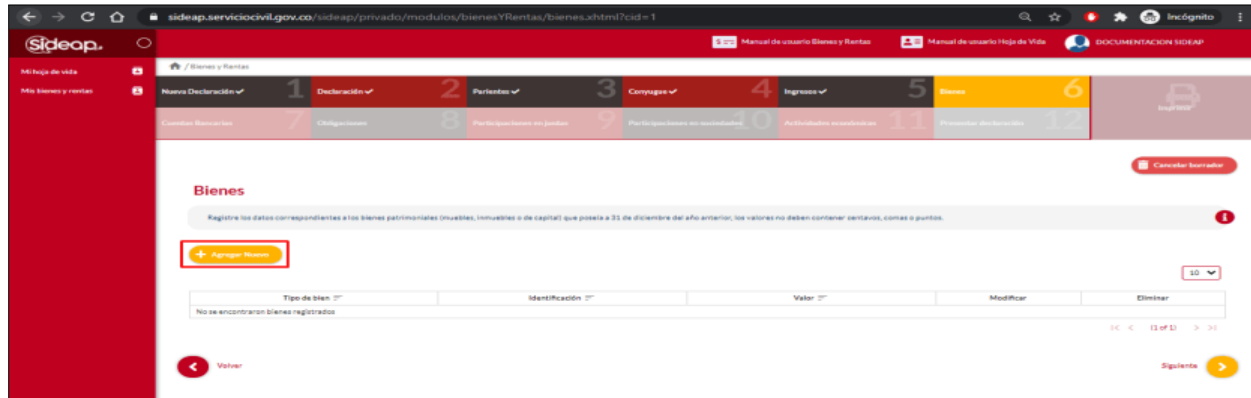 sideap.serviciocivil.gov.co/sideap/privado/modulos/bienesYRentas/bienes.xhtml?cid=1
Incógnito
sideap.
Manual de usuario Bienes y Rentas
Manual de usuario Hoja de Vida
DOCUMENTACION SIDEAP
Mi hoja de vida
Mis bienes y rentas
/ Bienes y Rentas
Nueva Declaración 1
Declaración 2
Parientes 3
Conyugue 4
Ingresos 5
Bienes 6
Imprimir
Cuentas Bancarias 7
Obligaciones 8
Participaciones en juntas 9
Participaciones en sociedades 10
Actividades económicas 11
Presentar declaración 12
Cancelar borrador
Bienes
Registre los datos correspondientes a los bienes patrimoniales (muebles, inmuebles o de capital) que poseía a 31 de diciembre del año anterior, los valores no deben contener centavos, comas o puntos.
+ Agregar Nuevo
10
Tipo de bien Identificación Valor Modificar Eliminar
No se encontraron bienes registrados
(1 of 1)
Volver
Siguiente